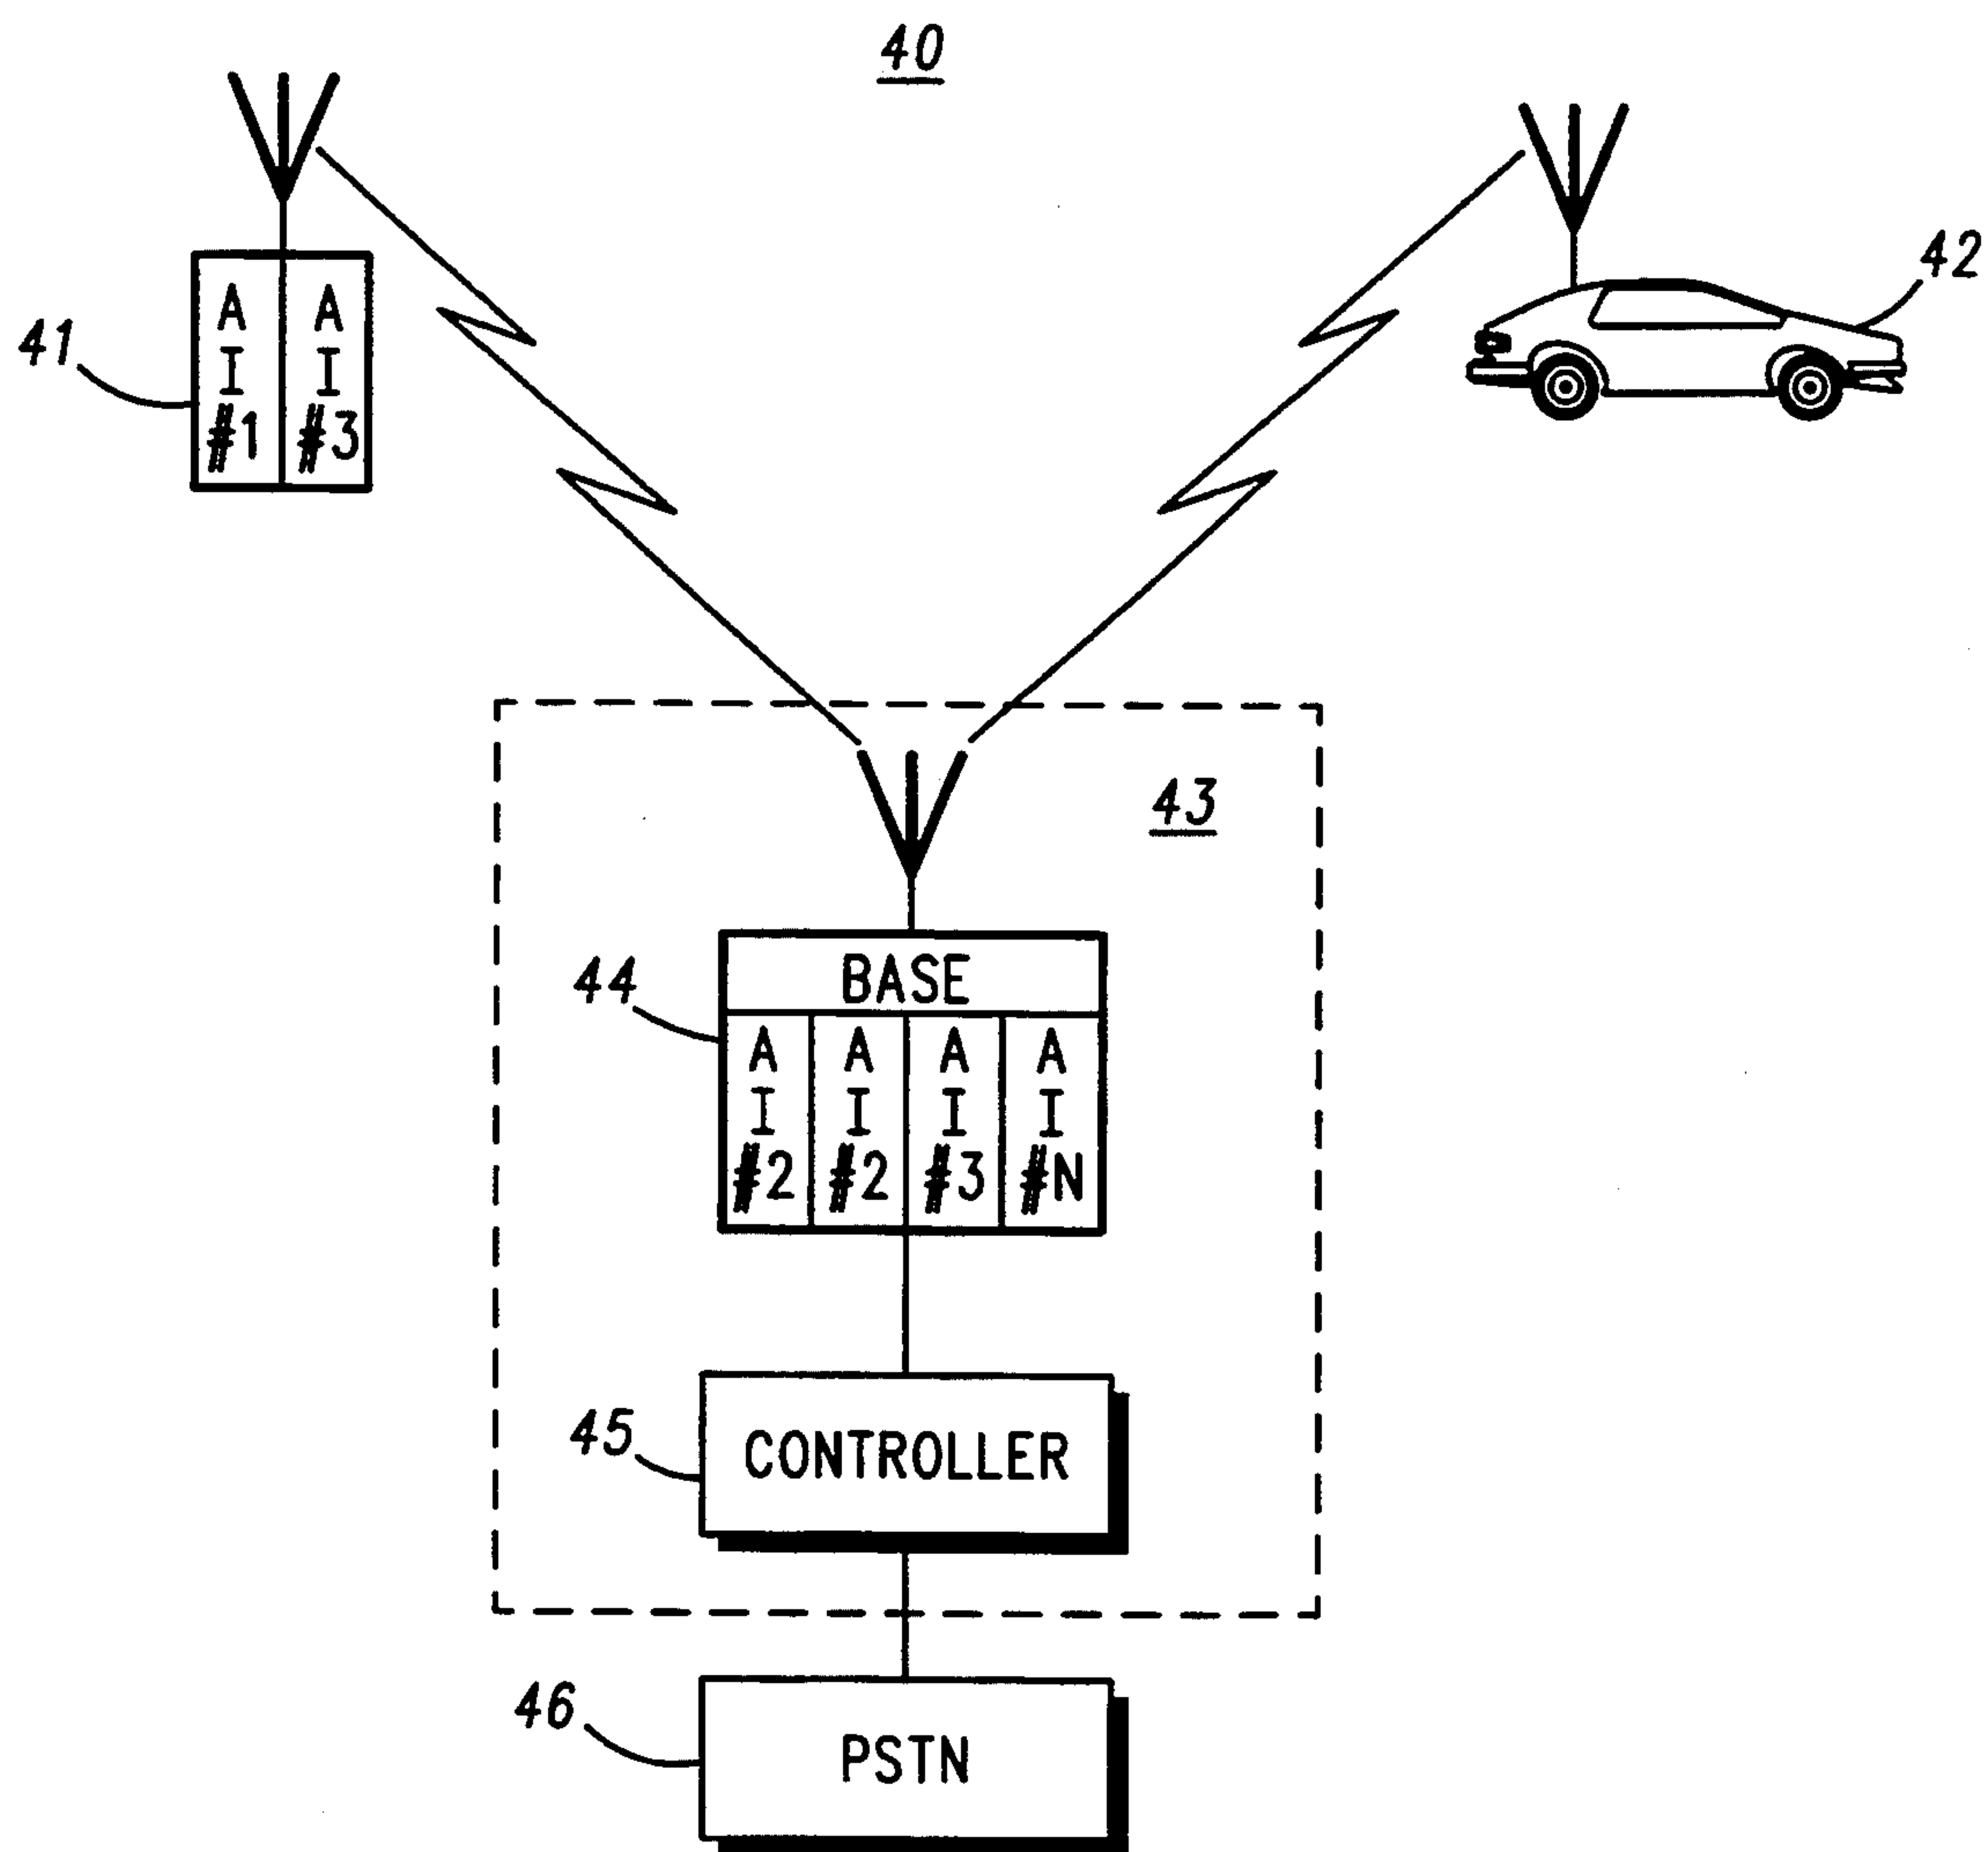 40
42
41
A A
I I
#1 #3
43
44
BASE
A A A A
I I I I
#2 #2 #3 #N
45
CONTROLLER
46
PSTN